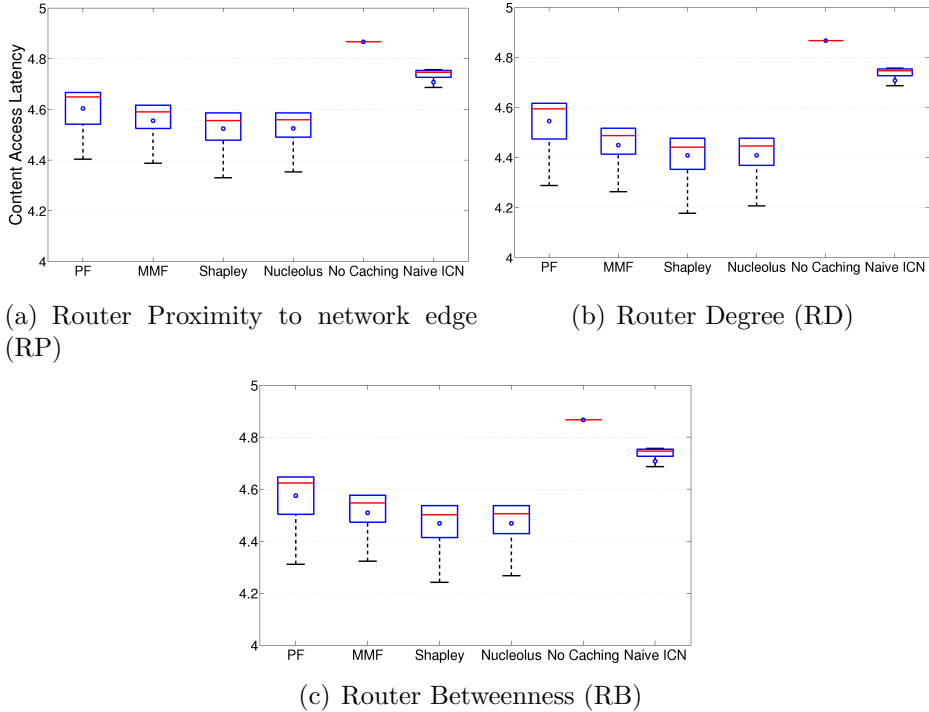 5
5
4.8
4.8
4.6
4.6
4.4
4.4
4.2
4.2
4
4
Content Access Latency
PF MMF Shapley Nucleolus No Caching Naive ICN
PF MMF Shapley Nucleolus No Caching Naive ICN
(a) Router Proximity to network edge
(RP)
(b) Router Degree (RD)
5
4.8
4.6
4.4
4.2
4
PF MMF Shapley Nucleolus No Caching Naive ICN
(c) Router Betweenness (RB)